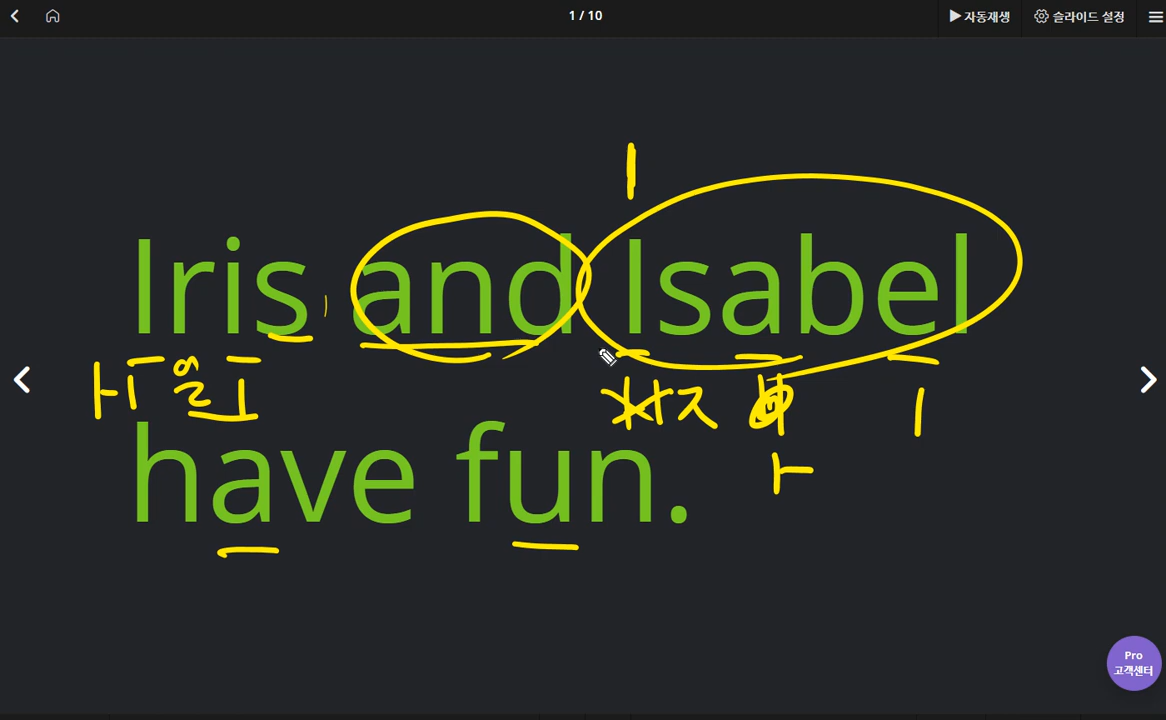 1 / 10
▶ 자동재생
슬라이드 설정
Iris and Isabel
have fun.
Pro
고객센터